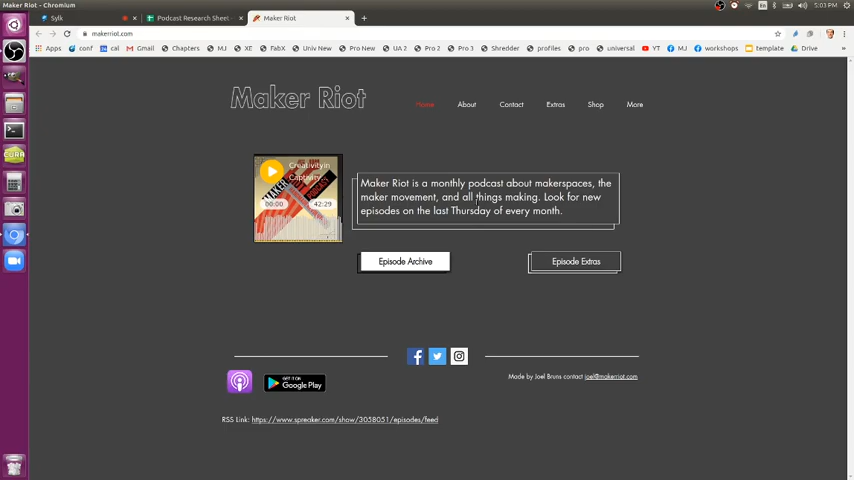 Maker Riot - Chromium
En
5:03 PM
Sylk
Podcast Research Sheet
Maker Riot
makerriot.com
Apps
conf
cal
Gmail
Chapters
MJ
XE
FabX
Univ New
Pro New
UA 2
Pro 2
Pro 3
Shredder
profiles
pro
universal
YT
MJ
workshops
template
Drive
Maker Riot
Home
About
Contact
Extras
Shop
More
Creativityin
Captivity
MAKER
PODCAST
00:00
42:29
Maker Riot is a monthly podcast about makerspaces, the
maker movement, and all things making. Look for new
episodes on the last Thursday of every month.
Episode Archive
Episode Extras
GET IT ON
Google Play
Made by Joel Bruns contact joel@makerriot.com
RSS Link: https://www.spreaker.com/show/3058051/episodes/feed
CURA